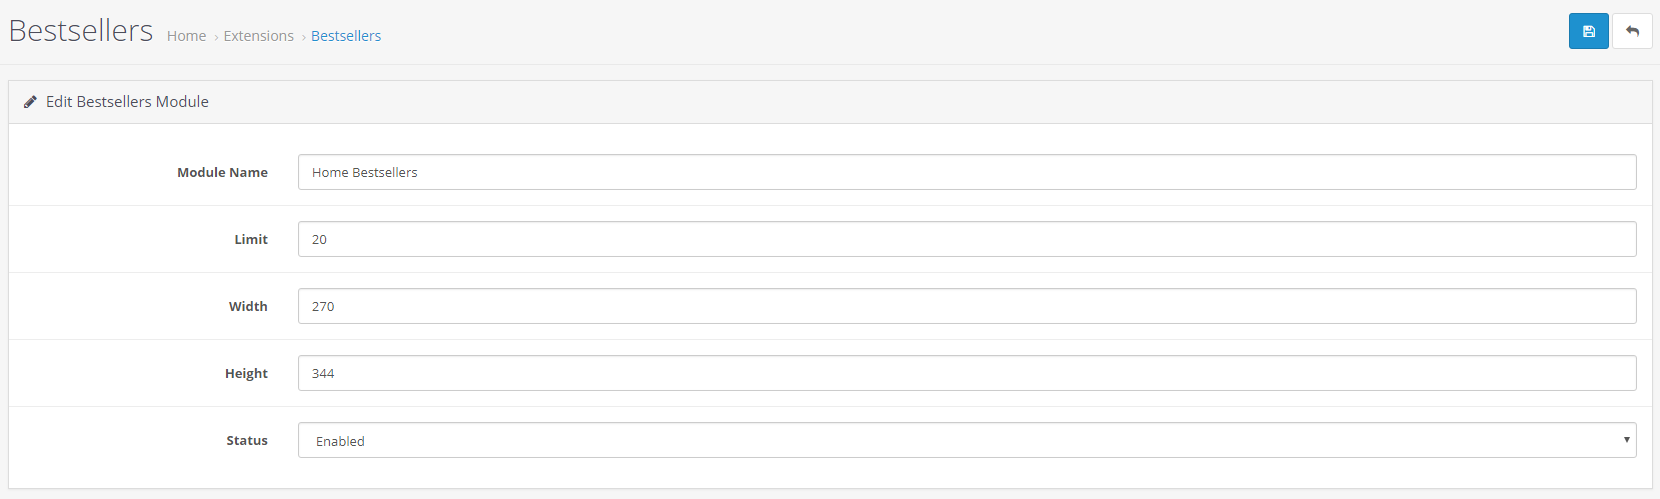 Bestsellers Home › Extensions › Bestsellers
Edit Bestsellers Module
Module Name Home Bestsellers
Limit 20
Width 270
Height 344
Status Enabled